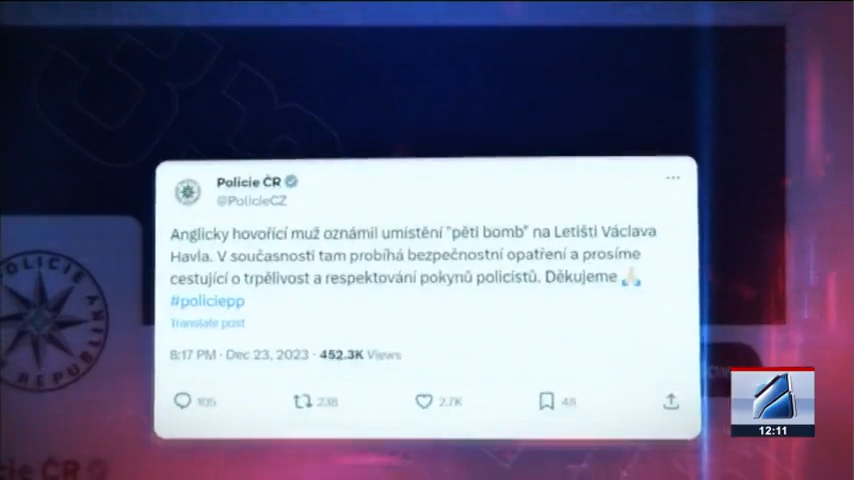 Policie ČR
@PolicieCZ
Anglicky hovořící muž oznámil umístění "pěti bomb" na Letišti Václava
Havla. V současnosti tam probíhá bezpečnostní opatření a prosíme
cestující o trpělivost a respektování pokynů policistů. Děkujeme 🙏🏻
#policiepp
Translate post
8:17 PM · Dec 23, 2023 · 452.3K Views
105 238 2.7K 48
POLICIE
REPUBLIKY
ČR
12:11